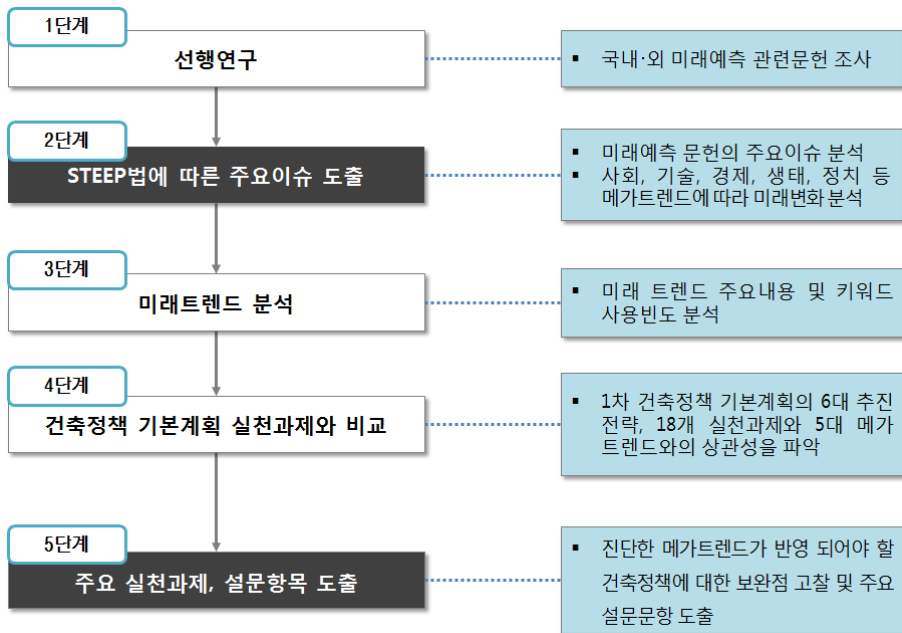 1단계
선행연구
▪ 국내·외 미래예측 관련문헌 조사
2단계
STEEP법에 따른 주요이슈 도출
▪ 미래예측 문헌의 주요이슈 분석
▪ 사회, 기술, 경제, 생태, 정치 등
메가트렌드에 따라 미래변화 분석
3단계
미래트렌드 분석
▪ 미래 트렌드 주요내용 및 키워드
사용빈도 분석
4단계
건축정책 기본계획 실천과제와 비교
▪ 1차 건축정책 기본계획의 6대 추진
전략, 18개 실천과제와 5대 메가
트렌드와의 상관성을 파악
5단계
주요 실천과제, 설문항목 도출
▪ 진단한 메가트렌드가 반영 되어야 할
건축정책에 대한 보완점 고찰 및 주요
설문문항 도출